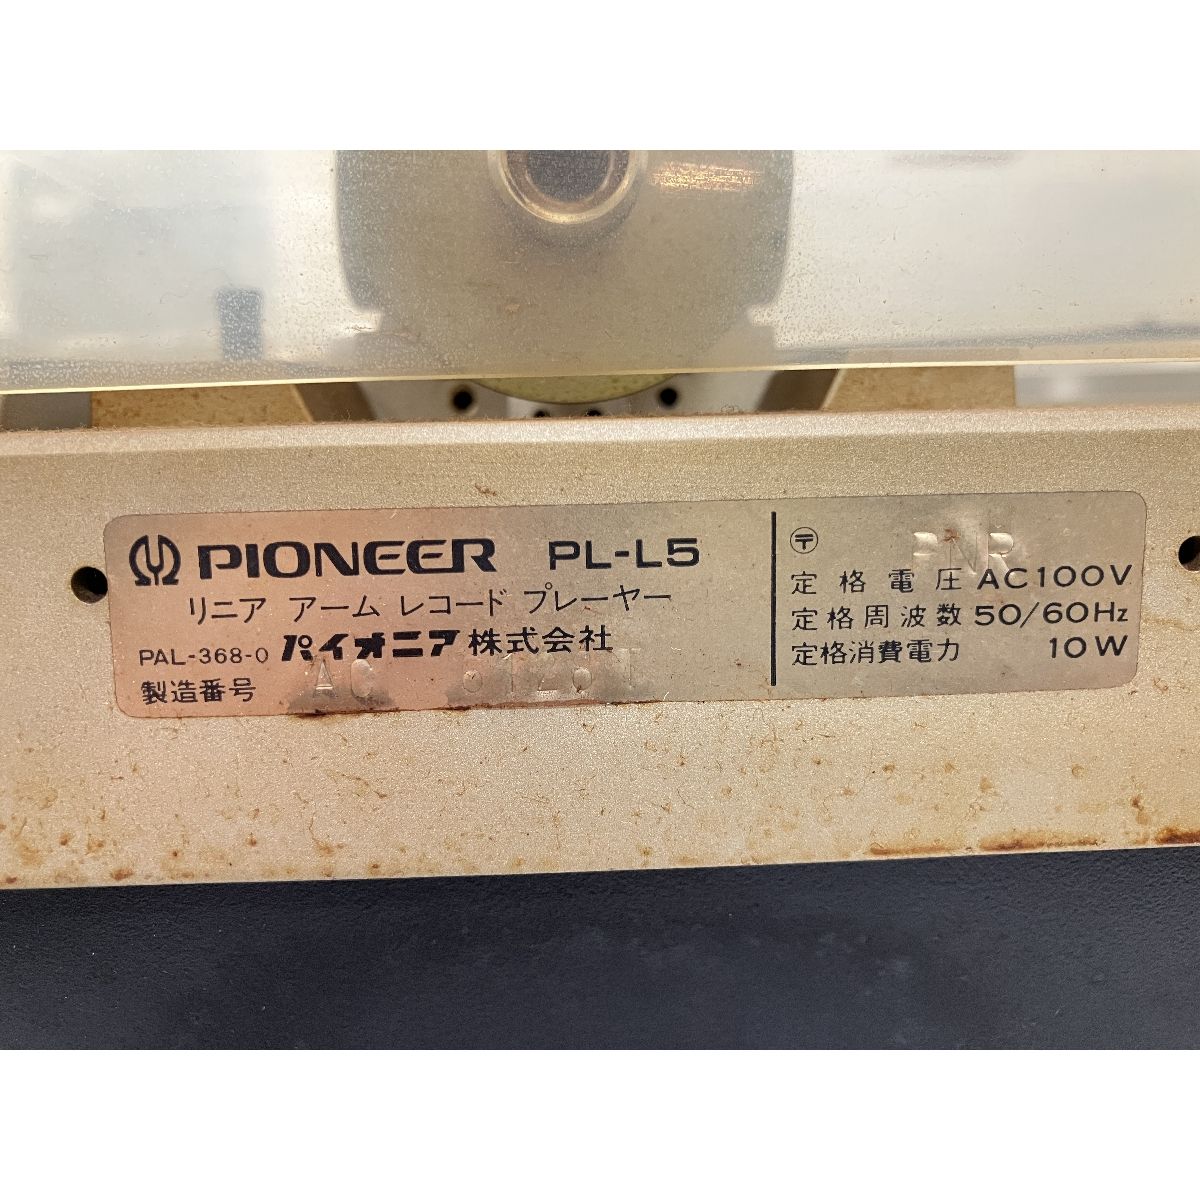 PIONEER PL-L5
リニア アーム レコード プレーヤー
PAL-368-0 パイオニア株式会社
製造番号 AC
〒 PNR
定格電圧 AC100V
定格周波数 50/60Hz
定格消費電力 10W